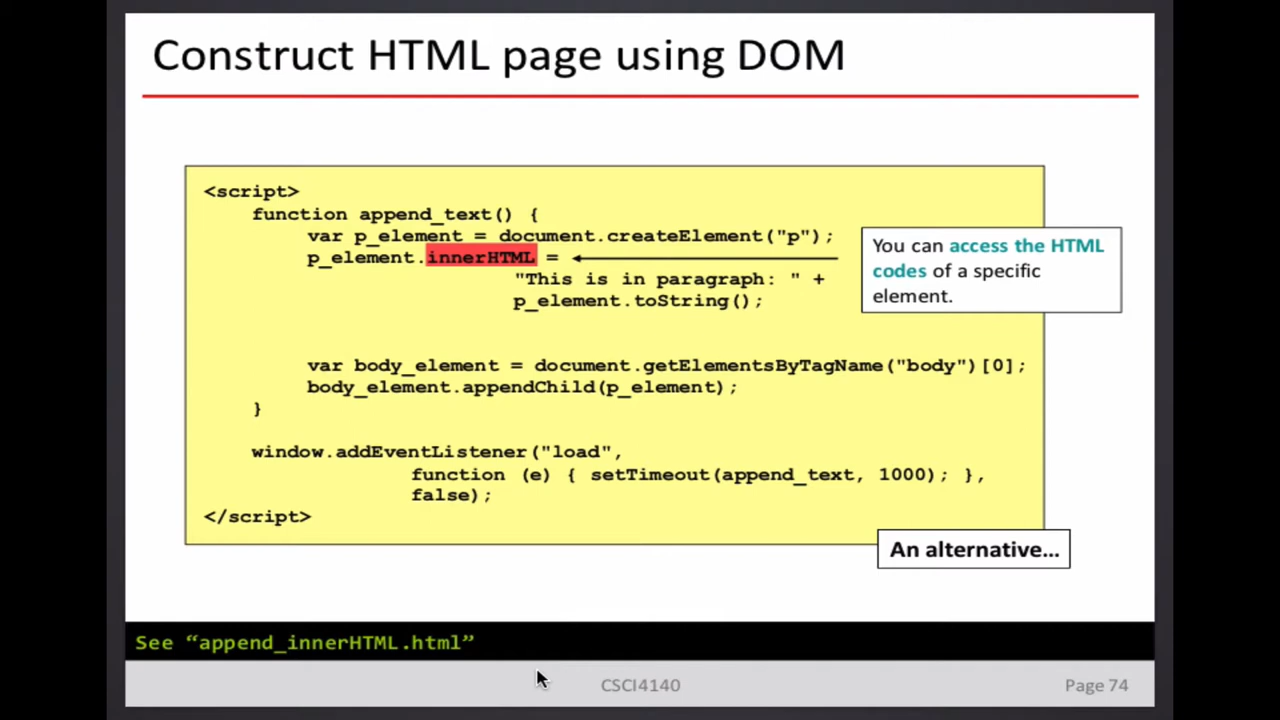 Construct HTML page using DOM
<script>
function append_text() {
var p_element = document.createElement("p");
p_element.innerHTML =
"This is in paragraph: " +
p_element.toString();
You can access the HTML
codes of a specific
element.
var body_element = document.getElementsByTagName("body")[0];
body_element.appendChild(p_element);
}
window.addEventListener("load",
function (e) { setTimeout(append_text, 1000); },
false);
</script>
An alternative…
See “append_innerHTML.html”
CSCI4140
Page 74